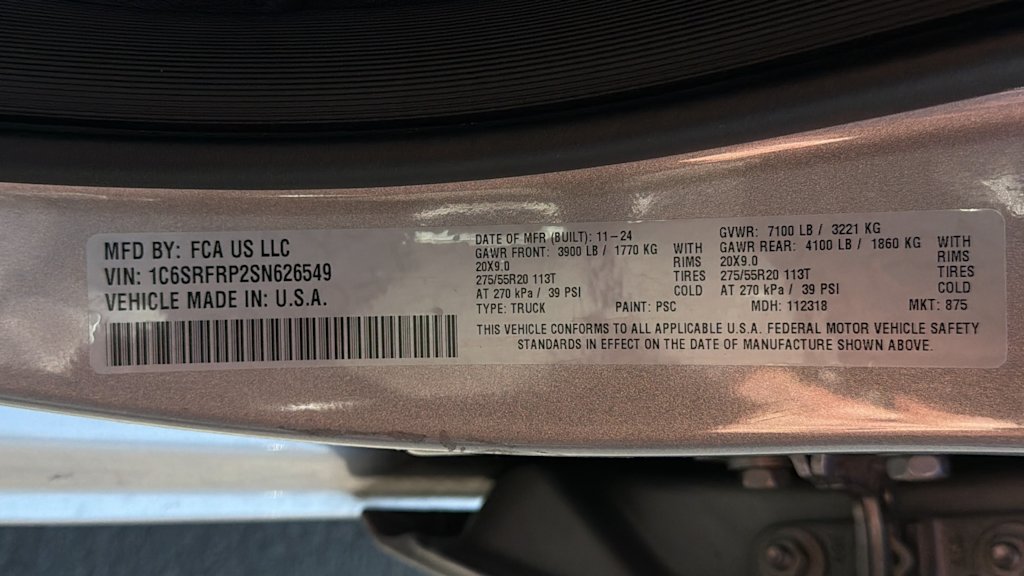 MFD BY: FCA US LLC
VIN: 1C6SRFRP2SN626549
VEHICLE MADE IN: U.S.A.
DATE OF MFR (BUILT): 11-24
GAWR FRONT: 3900 LB / 1770 KG WITH
20X9.0 RIMS
275/55R20 113T TIRES
AT 270 kPa / 39 PSI COLD
GVWR: 7100 LB / 3221 KG
GAWR REAR: 4100 LB / 1860 KG WITH
20X9.0 RIMS
275/55R20 113T TIRES
AT 270 kPa / 39 PSI COLD
TYPE: TRUCK PAINT: PSC MDH: 112318 MKT: 875
THIS VEHICLE CONFORMS TO ALL APPLICABLE U.S.A. FEDERAL MOTOR VEHICLE SAFETY
STANDARDS IN EFFECT ON THE DATE OF MANUFACTURE SHOWN ABOVE.